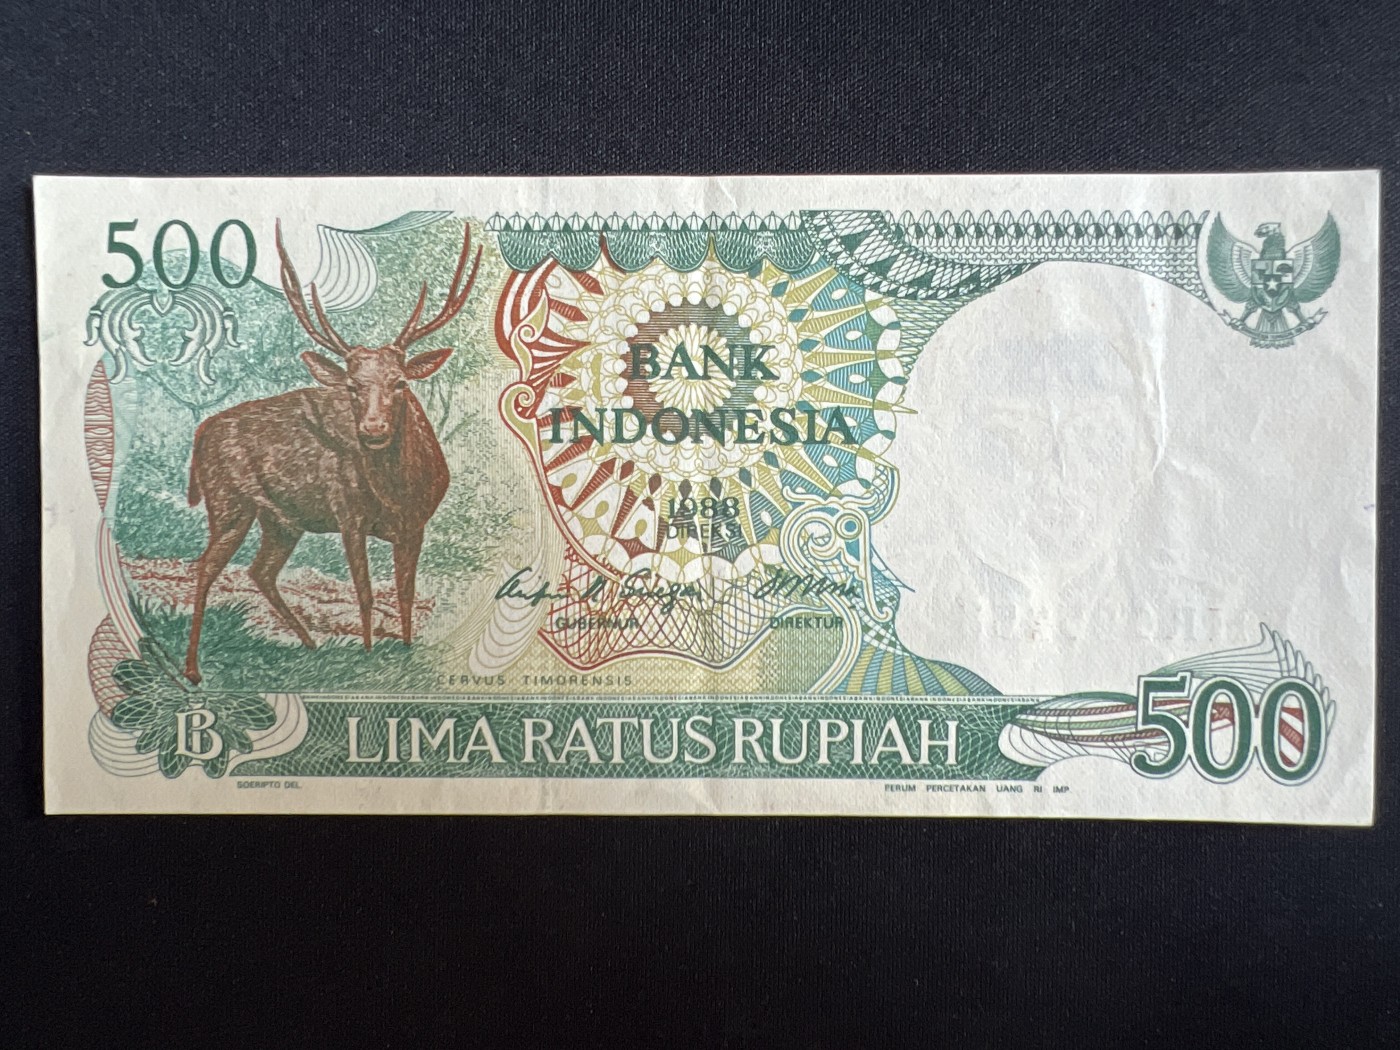 500
BANK
INDONESIA
1988
DIREKSI
GUBERNUR DIREKTUR
CERVUS TIMORENSIS
LIMA RATUS RUPIAH
500
SOERIPTO DEL.
PERUM PERCETAKAN UANG RI IMP.